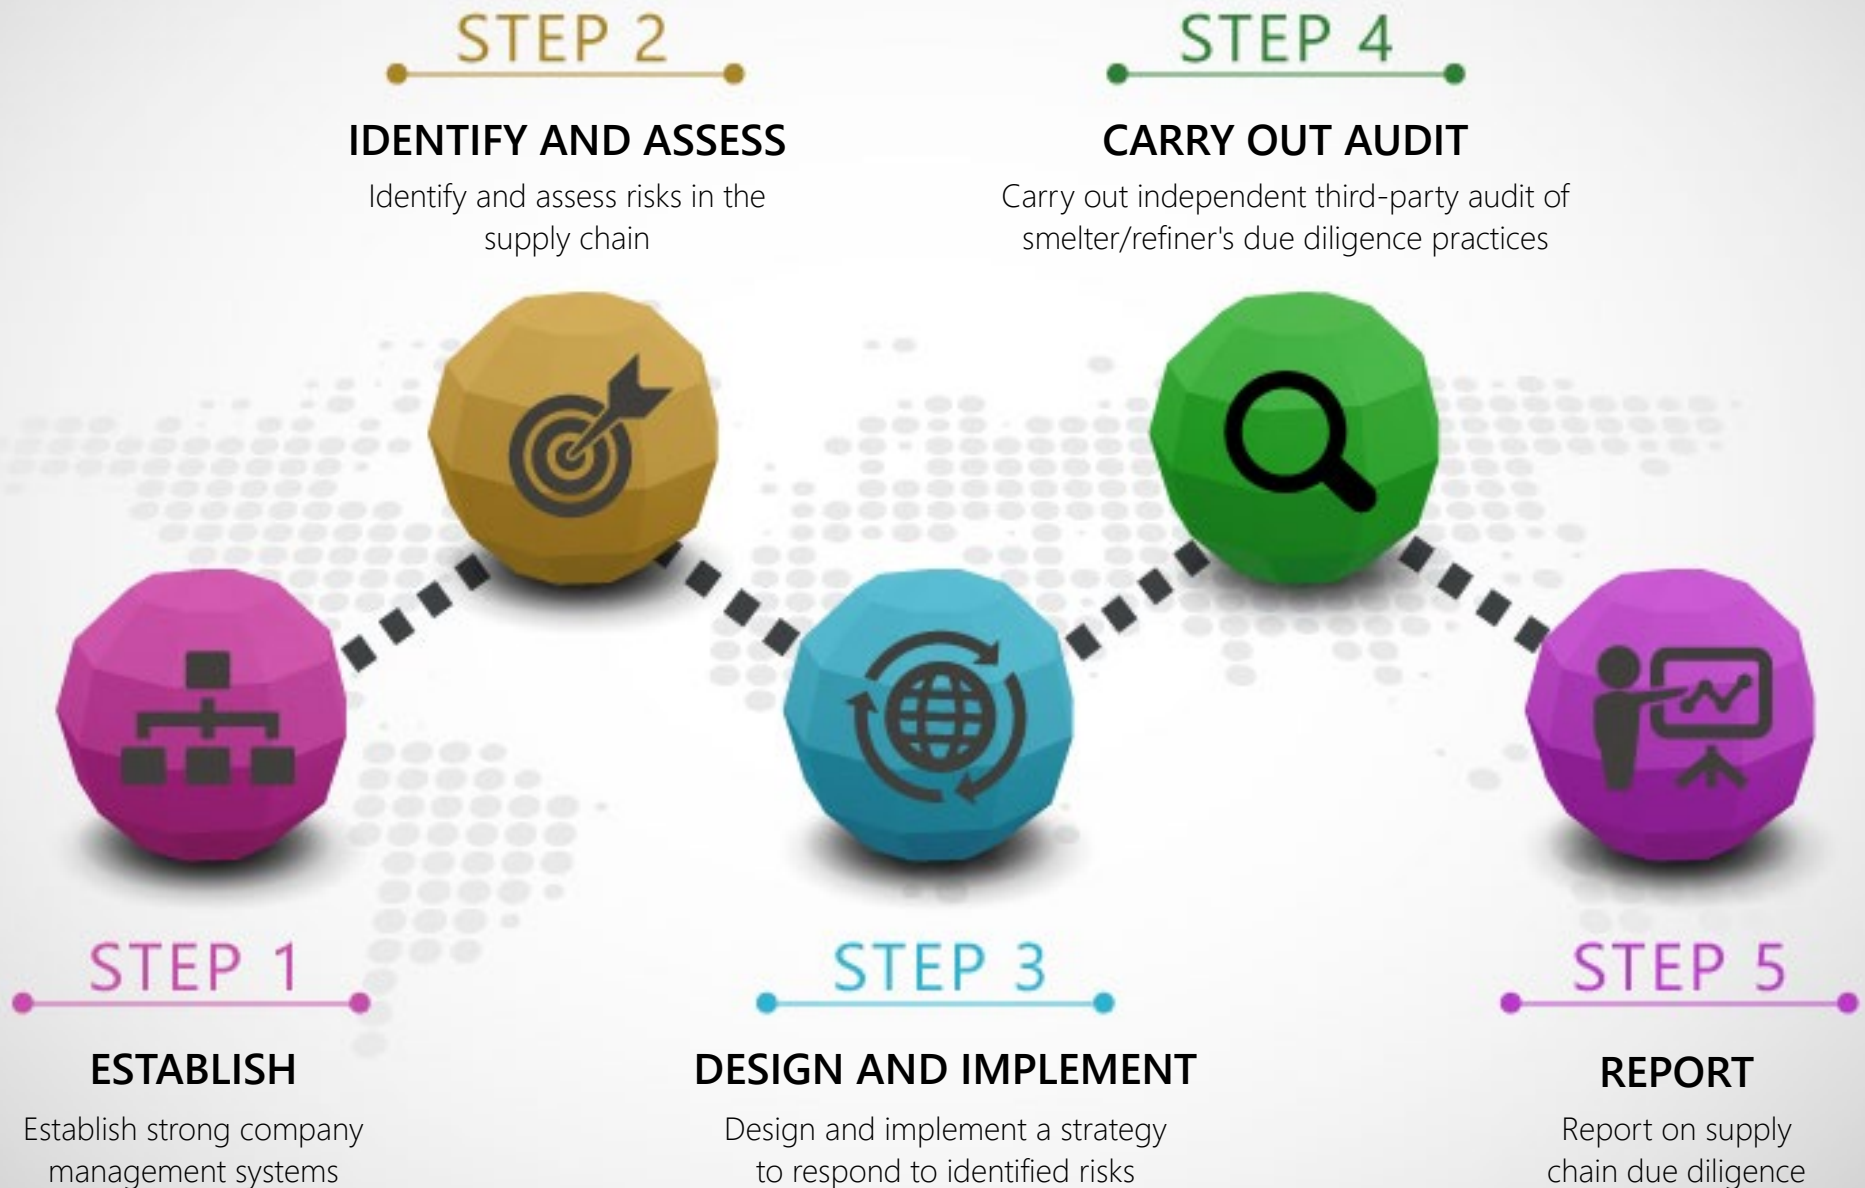 STEP 1
ESTABLISH
Establish strong company
management systems
STEP 2
IDENTIFY AND ASSESS
Identify and assess risks in the
supply chain
STEP 3
DESIGN AND IMPLEMENT
Design and implement a strategy
to respond to identified risks
STEP 4
CARRY OUT AUDIT
Carry out independent third-party audit of
smelter/refiner's due diligence practices
STEP 5
REPORT
Report on supply
chain due diligence